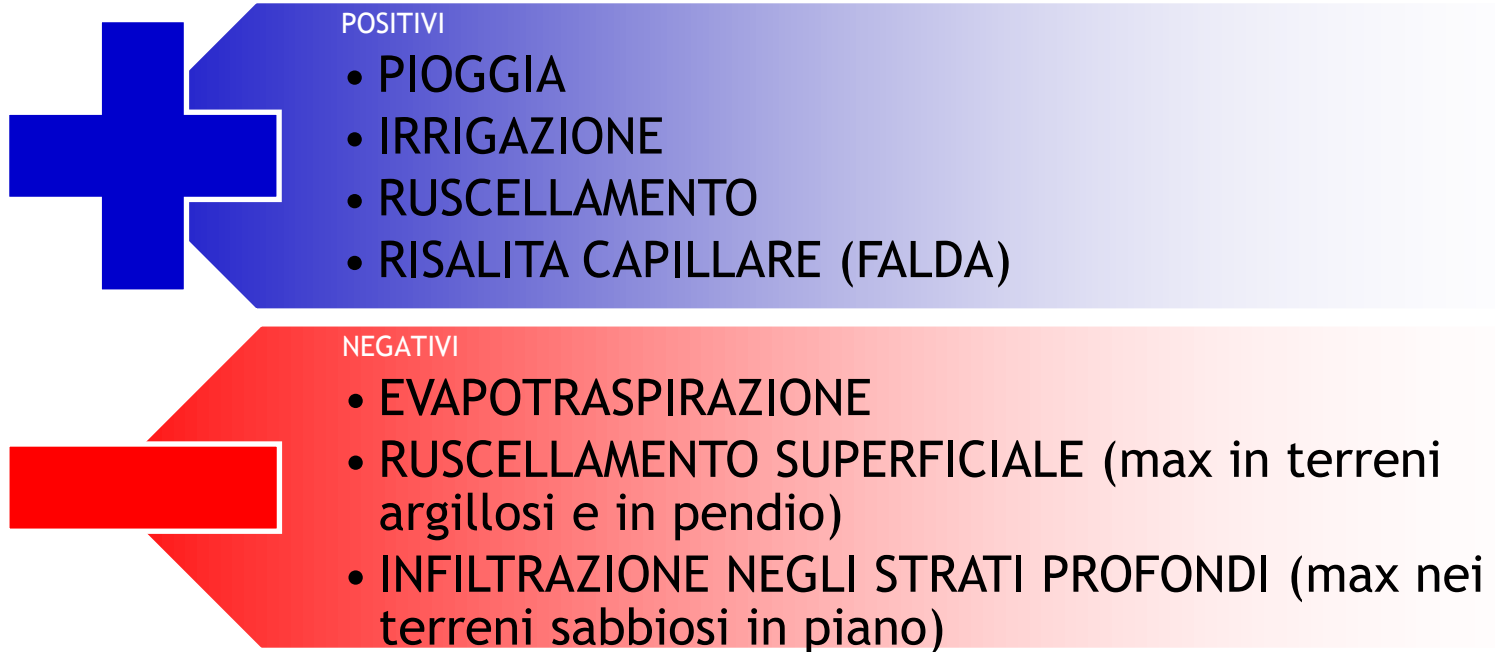 POSITIVI
• PIOGGIA
• IRRIGAZIONE
• RUSCELLAMENTO
• RISALITA CAPILLARE (FALDA)
NEGATIVI
• EVAPOTRASPIRAZIONE
• RUSCELLAMENTO SUPERFICIALE (max in terreni
argillosi e in pendio)
• INFILTRAZIONE NEGLI STRATI PROFONDI (max nei
terreni sabbiosi in piano)